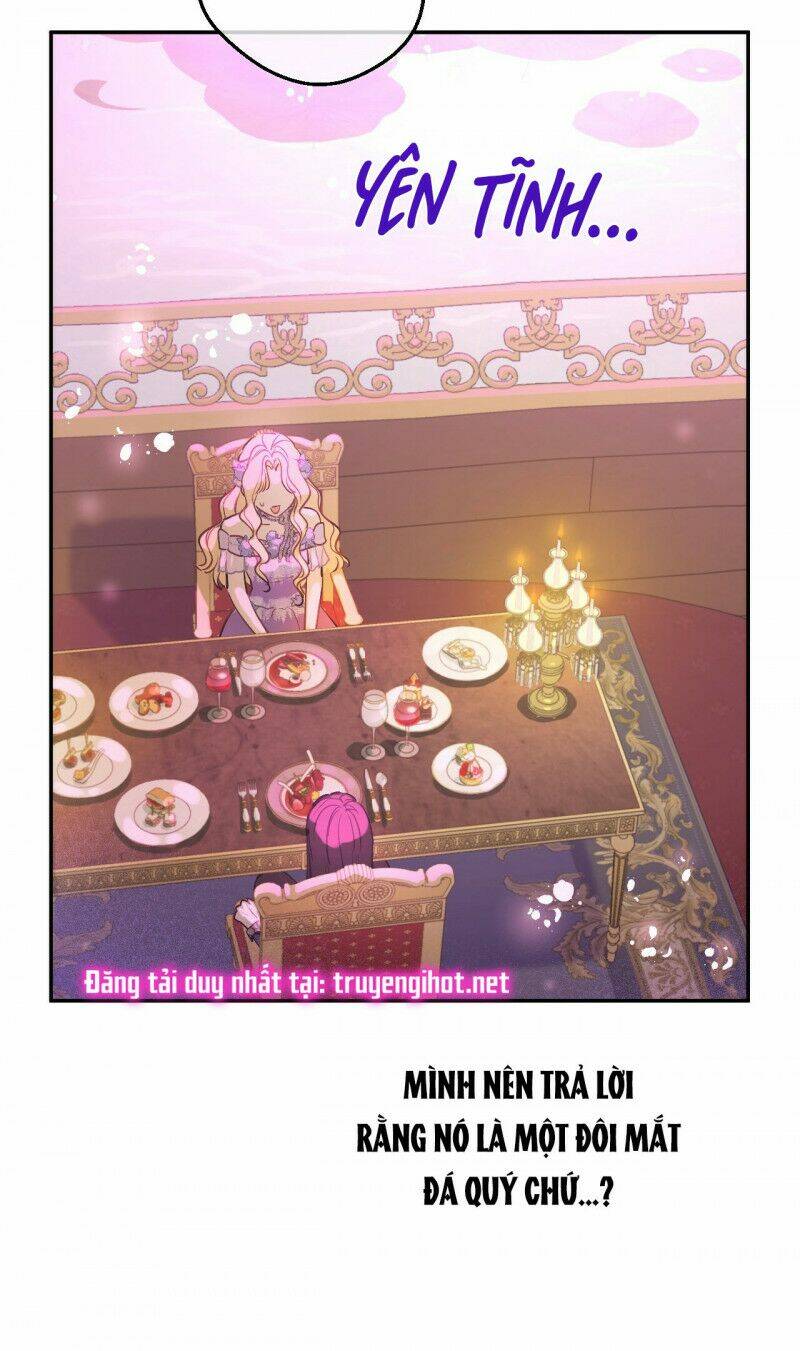 YÊN TĨNH...
Đăng tải duy nhất tại: truyengihot.net
MÌNH NÊN TRẢ LỜI
RẰNG NÓ LÀ MỘT ĐÔI MẮT
ĐÁ QUÝ CHỨ...?